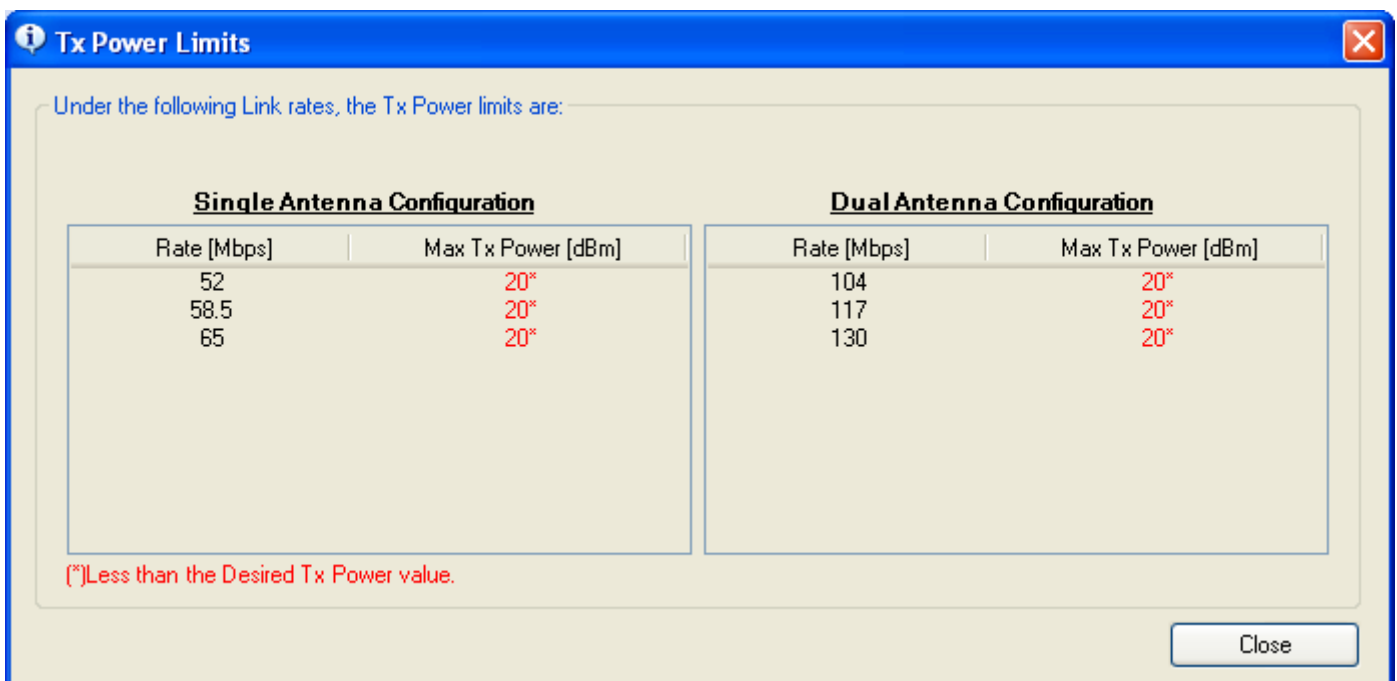 Tx Power Limits
Under the following Link rates, the Tx Power limits are:
Single Antenna Configuration
Rate [Mbps] Max Tx Power [dBm]
52 20*
58.5 20*
65 20*
Dual Antenna Configuration
Rate [Mbps] Max Tx Power [dBm]
104 20*
117 20*
130 20*
(*)Less than the Desired Tx Power value.
Close